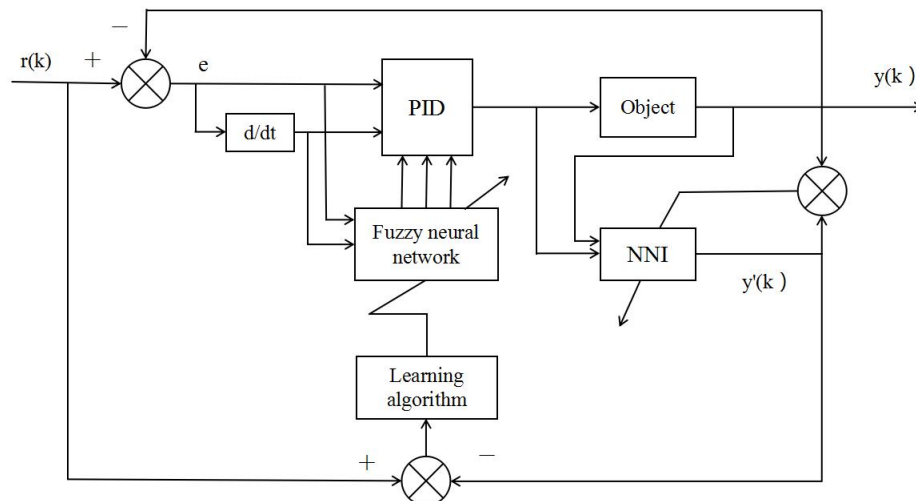 −
r(k)
+
e
PID
Object
y(k)
d/dt
Fuzzy neural
network
NNI
y'(k)
Learning
algorithm
+
−